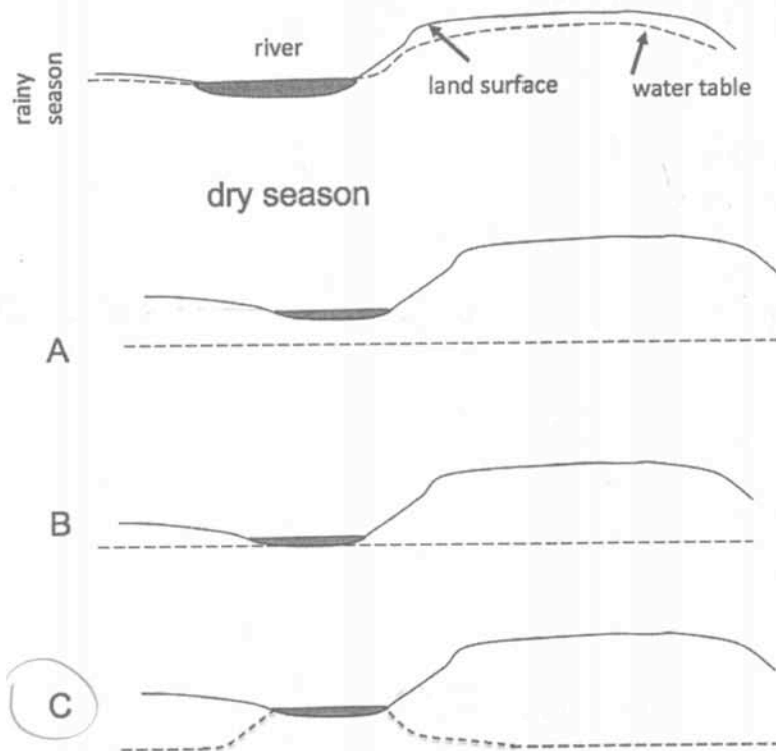 river
land surface
water table
rainy
season
dry season
A
B
C